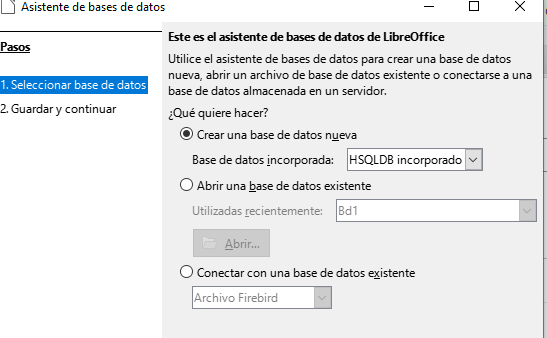 Asistente de bases de datos
Pasos
1. Seleccionar base de datos
2. Guardar y continuar
Este es el asistente de bases de datos de LibreOffice
Utilice el asistente de bases de datos para crear una base de datos
nueva, abrir un archivo de base de datos existente o conectarse a una
base de datos almacenada en un servidor.
¿Qué quiere hacer?
Crear una base de datos nueva
Base de datos incorporada: HSQLDB incorporado
Abrir una base de datos existente
Utilizadas recientemente: Bd1
Abrir...
Conectar con una base de datos existente
Archivo Firebird